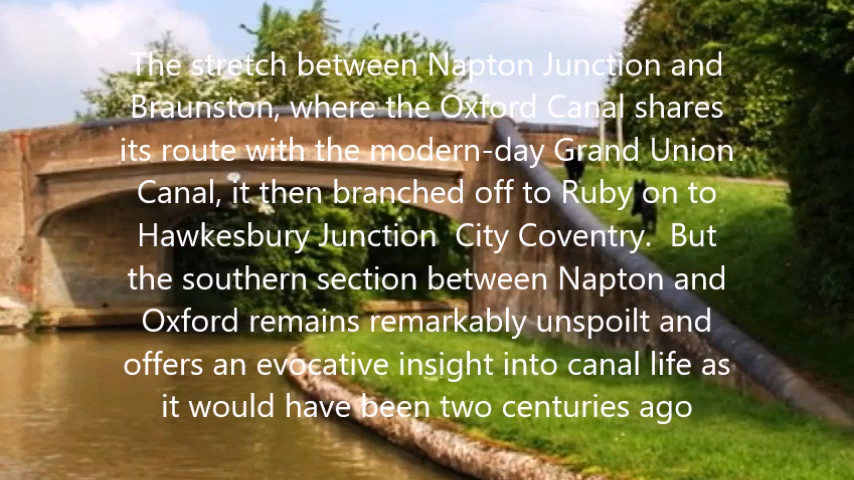 The stretch between Napton Junction and
Braunston, where the Oxford Canal shares
its route with the modern-day Grand Union
Canal, it then branched off to Ruby on to
Hawkesbury Junction  City Coventry.  But
the southern section between Napton and
Oxford remains remarkably unspoilt and
offers an evocative insight into canal life as
it would have been two centuries ago